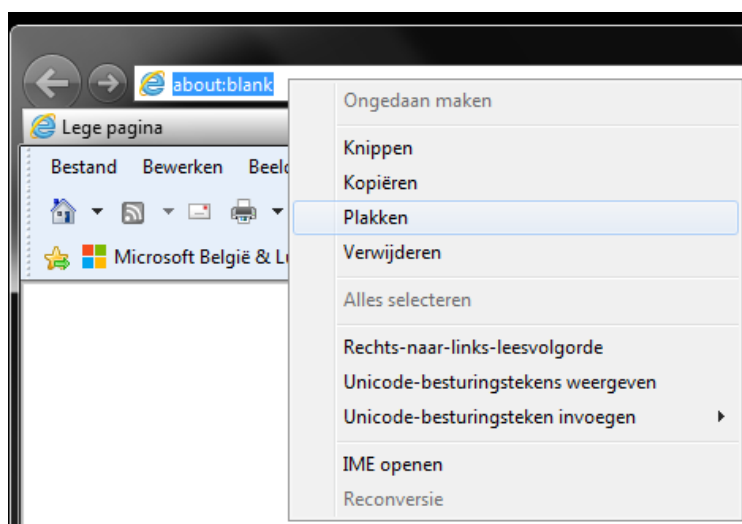 about:blank
Lege pagina
Bestand Bewerken
Microsoft België &
Ongedaan maken
Knippen
Kopiëren
Plakken
Verwijderen
Alles selecteren
Rechts-naar-links-leesvolgorde
Unicode-besturingstekens weergeven
Unicode-besturingsteken invoegen
IME openen
Reconversie